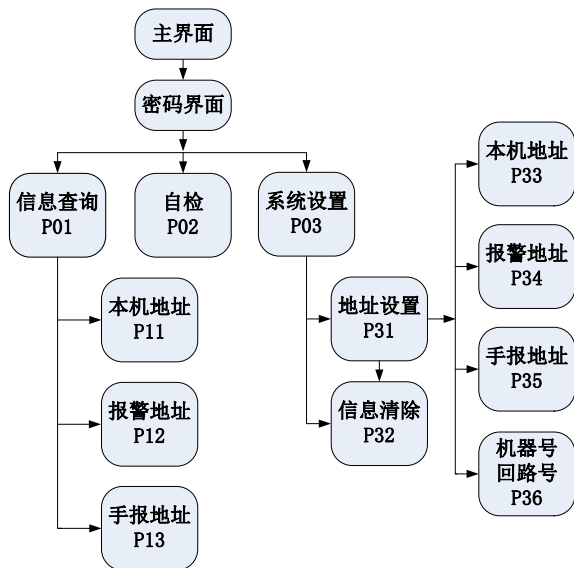 主界面
密码界面
信息查询
P01
自检
P02
系统设置
P03
本机地址
P11
报警地址
P12
手报地址
P13
地址设置
P31
信息清除
P32
本机地址
P33
报警地址
P34
手报地址
P35
机器号
回路号
P36